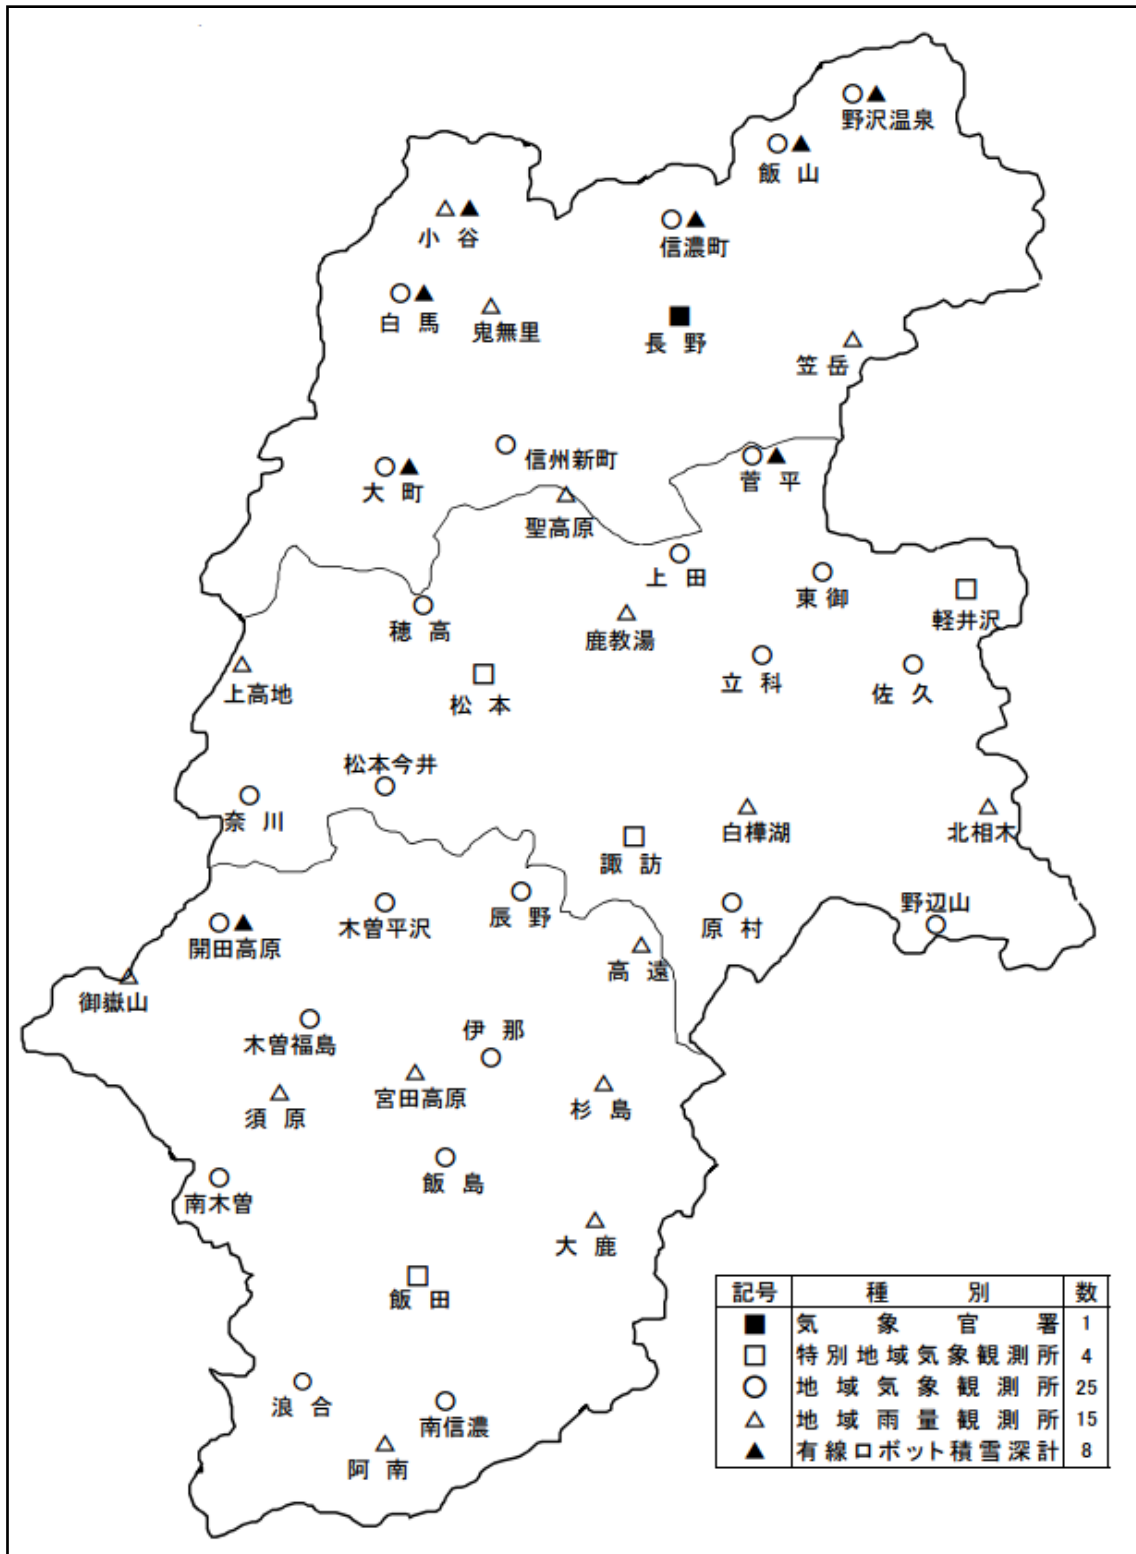 野沢温泉
飯山
小谷
信濃町
白馬
鬼無里
長野
笠岳
信州新町
大町
菅平
聖高原
上田
東御
軽井沢
穂高
鹿教湯
上高地
松本
立科
佐久
松本今井
奈川
白樺湖
北相木
諏訪
木曽平沢
辰野
原村
野辺山
開田高原
高遠
御嶽山
木曽福島
伊那
須原
宮田高原
杉島
南木曽
飯島
大鹿
飯田
浪合
南信濃
阿南
記号 種別 数
■ 気象官署 1
□ 特別地域気象観測所 4
○ 地域気象観測所 25
△ 地域雨量観測所 15
▲ 有線ロボット積雪深計 8